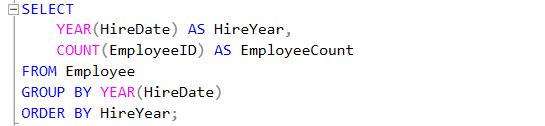 SELECT
    YEAR(HireDate) AS HireYear,
    COUNT(EmployeeID) AS EmployeeCount
FROM Employee
GROUP BY YEAR(HireDate)
ORDER BY HireYear;